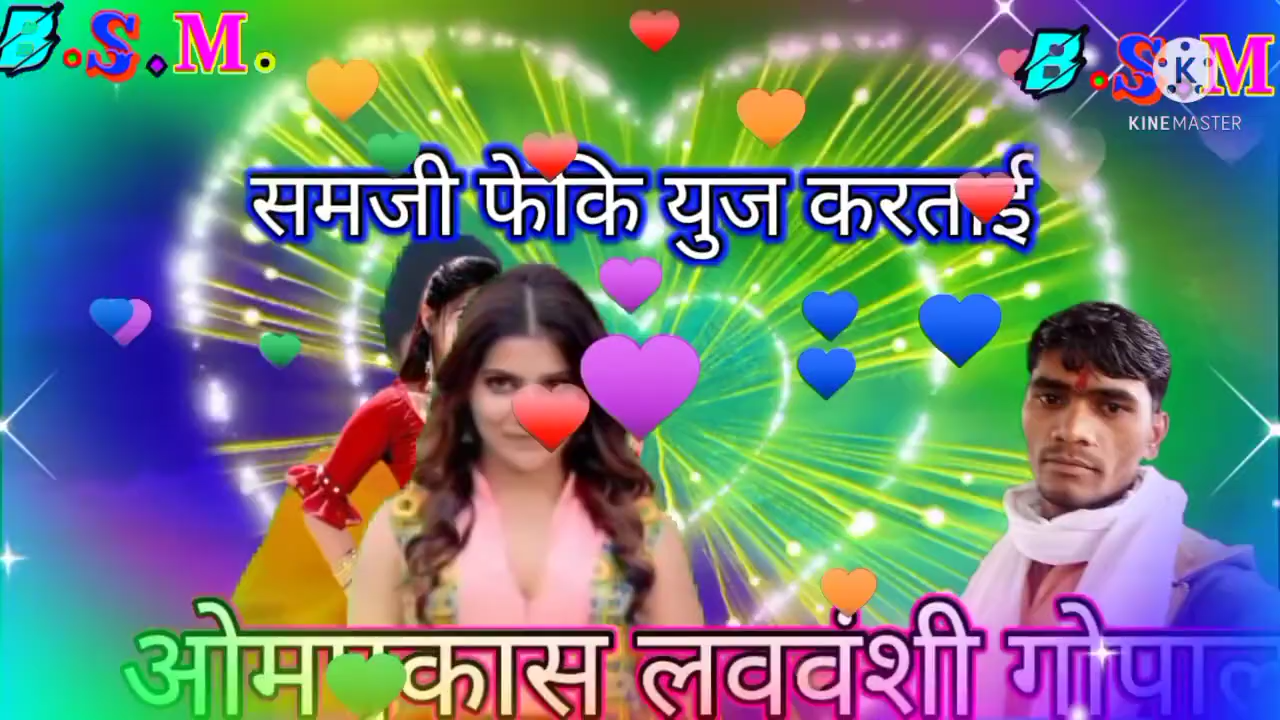 B.S.M.
B.S.M
KINEMASTER
समजी फेकि युज करताई
लववंशी गोपाल